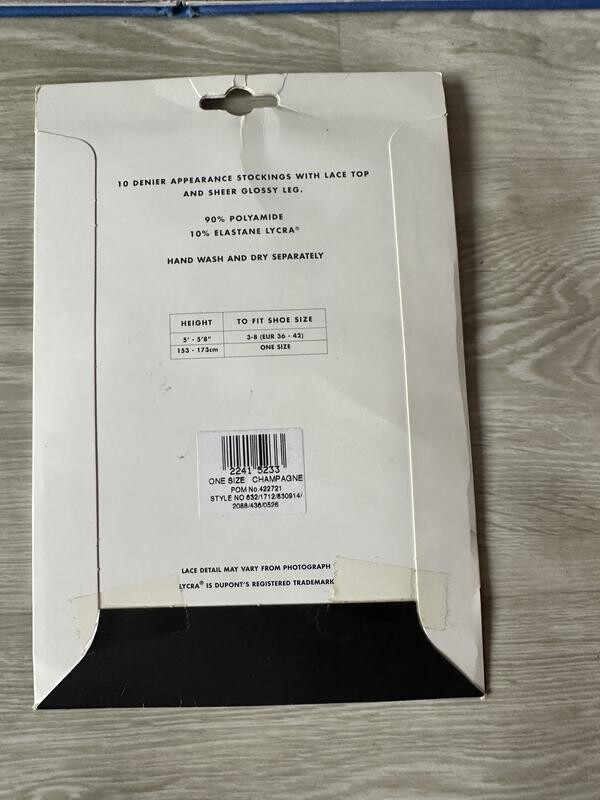 10 DENIER APPEARANCE STOCKINGS WITH LACE TOP
AND SHEER GLOSSY LEG.
90% POLYAMIDE
10% ELASTANE LYCRA®
HAND WASH AND DRY SEPARATELY
HEIGHT TO FIT SHOE SIZE
5' - 5'8" 3-8 (EUR 36 - 42)
153 - 173cm ONE SIZE
2241 5233
ONE SIZE CHAMPAGNE
POM No.422721
STYLE NO 632/1712/830914/
2088/436/0526
LACE DETAIL MAY VARY FROM PHOTOGRAPH
LYCRA® IS DUPONT'S REGISTERED TRADEMARK